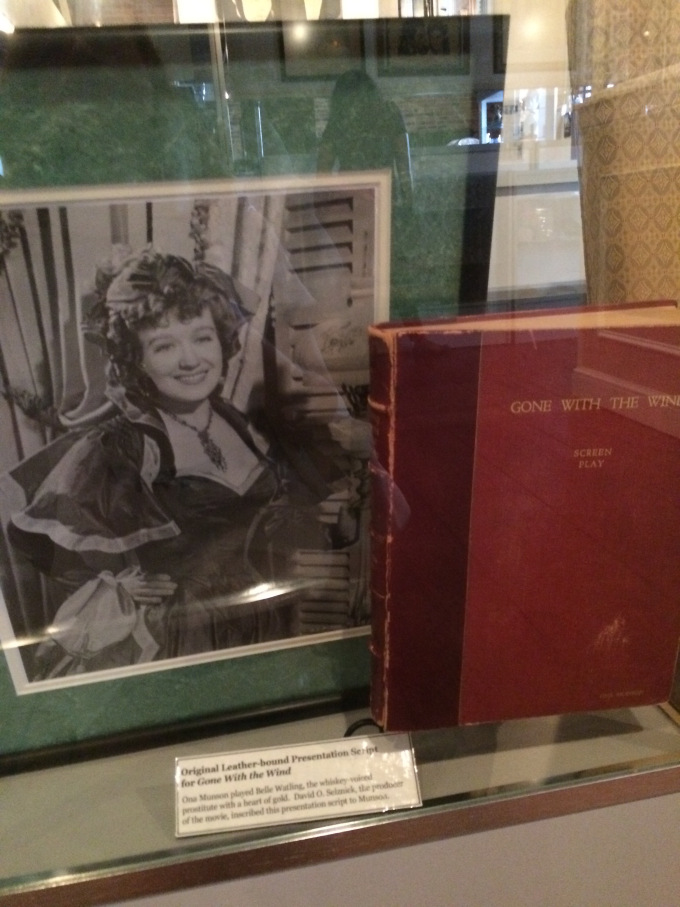 GONE WITH THE WIND
SCREEN
PLAY
Original Leather-bound Presentation Script
for Gone With the Wind
Ona Munson played Belle Watling, the whiskey-voiced
prostitute with a heart of gold. David O. Selznick, the producer
of the movie, inscribed this presentation script to Munson.